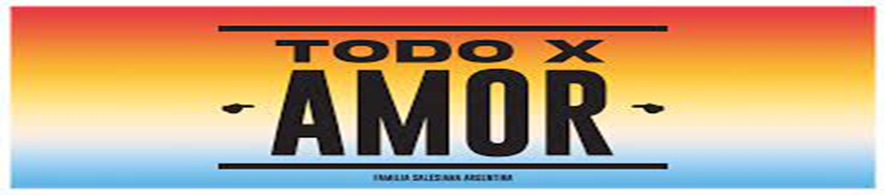 TODO X
AMOR
FAMILIA SALESIANA ARGENTINA